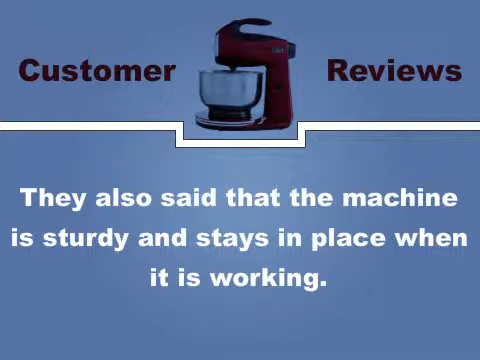 Customer Reviews
They also said that the machine
is sturdy and stays in place when
it is working.